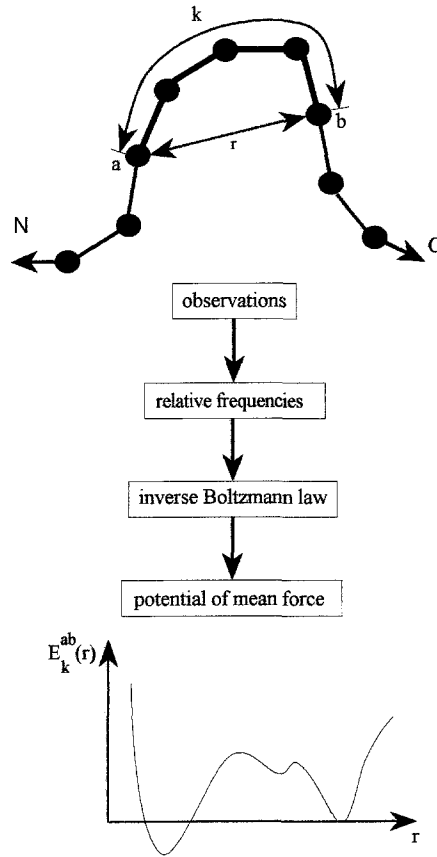 k
r
a
b
N
C
observations
relative frequencies
inverse Boltzmann law
potential of mean force
E_k^ab(r)
r